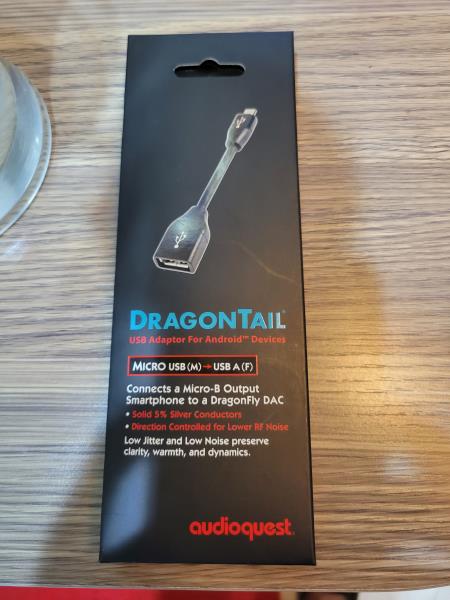 DRAGONTAIL®
USB Adaptor For Android™ Devices
MICRO USB (M) → USB A (F)
Connects a Micro-B Output
Smartphone to a DragonFly DAC
• Solid 5% Silver Conductors
• Direction Controlled for Lower RF Noise
Low Jitter and Low Noise preserve
clarity, warmth, and dynamics.
audioquest.